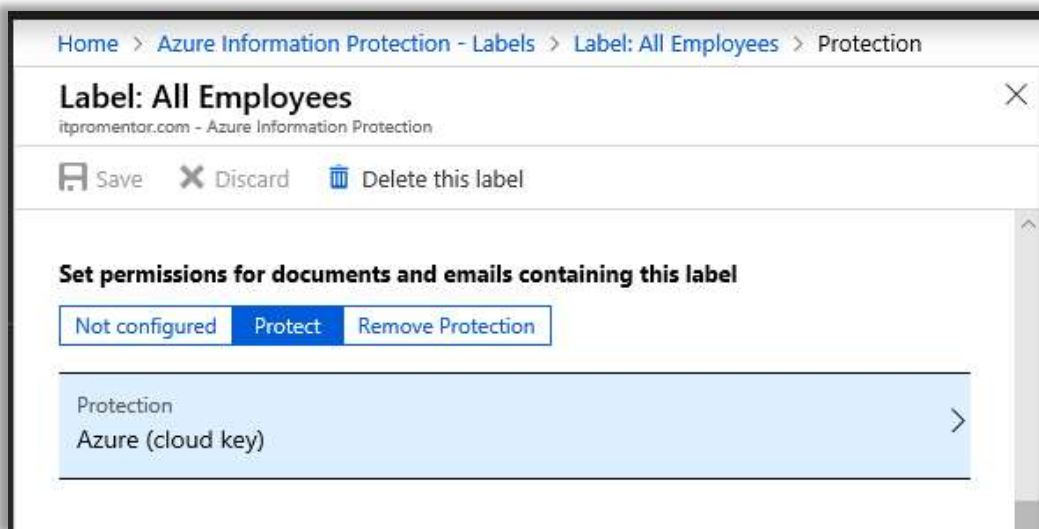 Home > Azure Information Protection - Labels > Label: All Employees > Protection
Label: All Employees
itpromentor.com - Azure Information Protection
Save Discard Delete this label
Set permissions for documents and emails containing this label
Not configured Protect Remove Protection
Protection
Azure (cloud key)